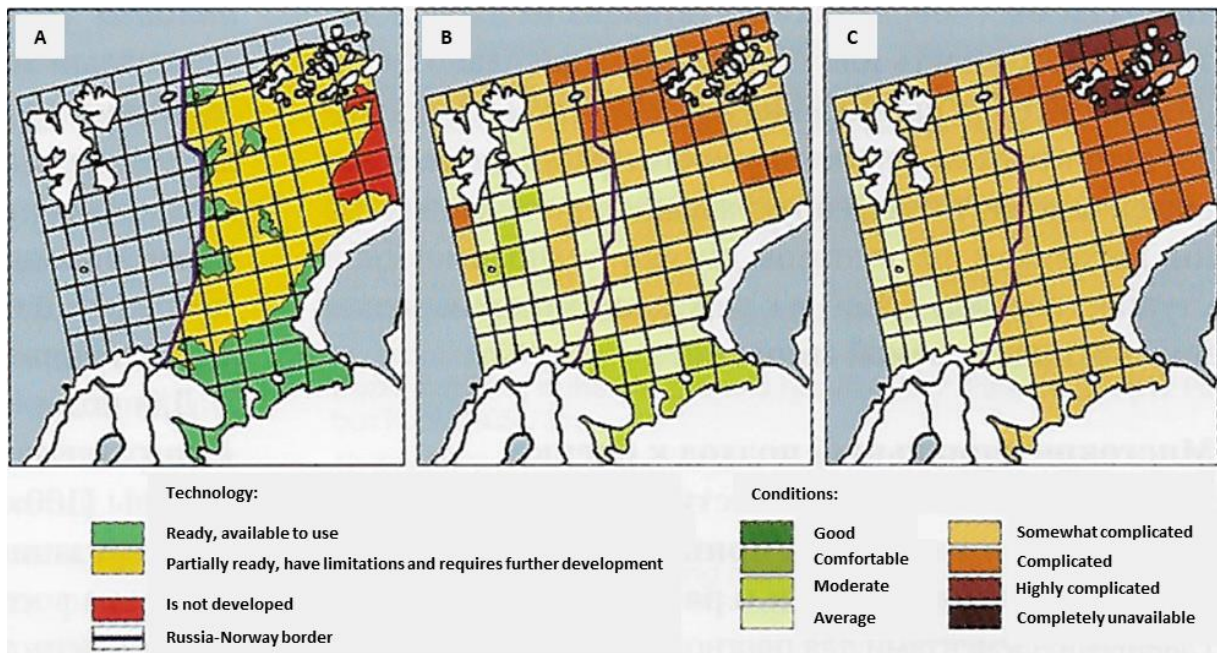 A
B
C
Technology:
Ready, available to use
Partially ready, have limitations and requires further development
Is not developed
Russia-Norway border
Conditions:
Good
Comfortable
Moderate
Average
Somewhat complicated
Complicated
Highly complicated
Completely unavailable